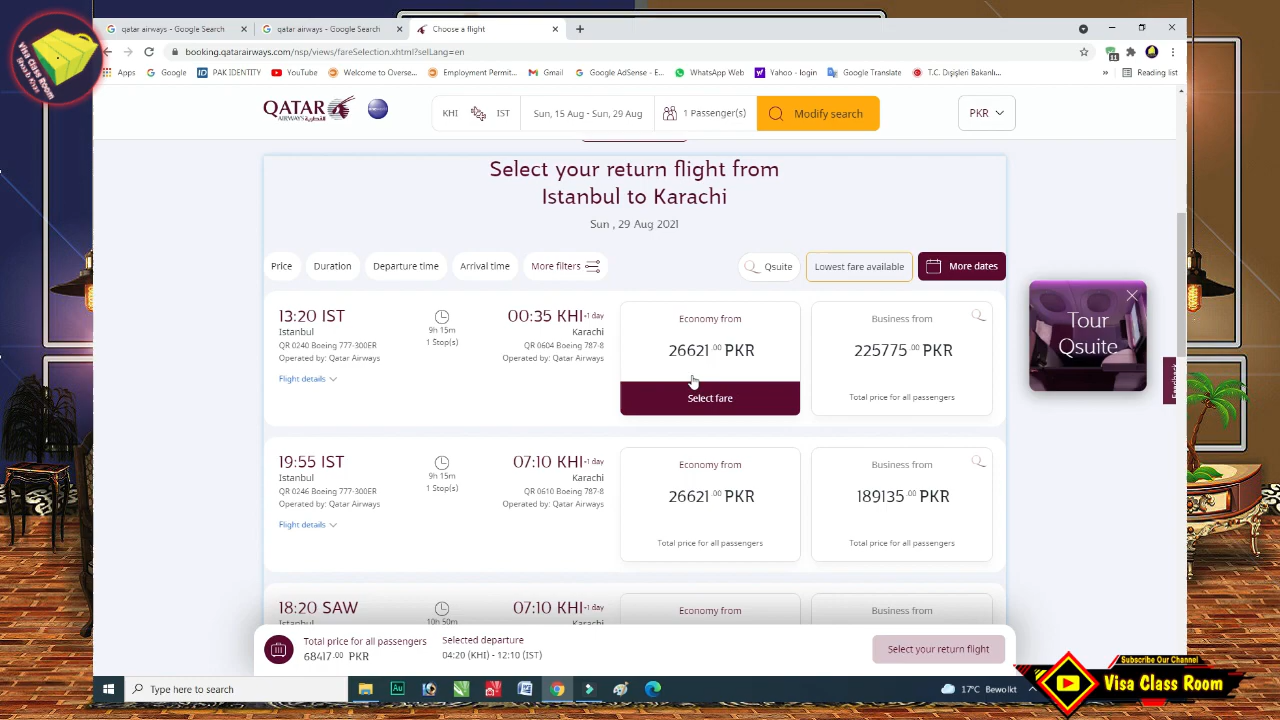 qatar airways - Google Search
qatar airways - Google Search
Choose a flight
booking.qatarairways.com/nsp/views/fareSelection.xhtml?selLang=en
Apps
Google
PAK IDENTITY
YouTube
Welcome to Overse...
Employment Permit...
Gmail
Google AdSense - E...
WhatsApp Web
Yahoo - login
Google Translate
T.C. Dışişleri Bakanlı...
Reading list
11
Visa Class Room
QATAR
AIRWAYS القطرية
KHI
IST
Sun, 15 Aug - Sun, 29 Aug
1 Passenger(s)
Modify search
PKR
Select your return flight from
Istanbul to Karachi
Sun , 29 Aug 2021
Price
Duration
Departure time
Arrival time
More filters
Qsuite
Lowest fare available
More dates
13:20 IST
Istanbul
QR 0240 Boeing 777-300ER
Operated by: Qatar Airways
Flight details
9h 15m
1 Stop(s)
00:35 KHI+1 day
Karachi
QR 0604 Boeing 787-8
Operated by: Qatar Airways
Economy from
26621.00 PKR
Select fare
Business from
225775.00 PKR
Total price for all passengers
Tour
Qsuite
Feedback
19:55 IST
Istanbul
QR 0246 Boeing 777-300ER
Operated by: Qatar Airways
Flight details
9h 15m
1 Stop(s)
07:10 KHI+1 day
Karachi
QR 0610 Boeing 787-8
Operated by: Qatar Airways
Economy from
26621.00 PKR
Total price for all passengers
Business from
189135.00 PKR
Total price for all passengers
18:20 SAW
Istanbul
10h 50m
07:10 KHI+1 day
Karachi
Economy from
Business from
Total price for all passengers
68417.00 PKR
Selected departure
04:20 (KHI) - 12:10 (IST)
Select your return flight
Type here to search
17°C Bewolkt
Subscribe Our Channel
Visa Class Room